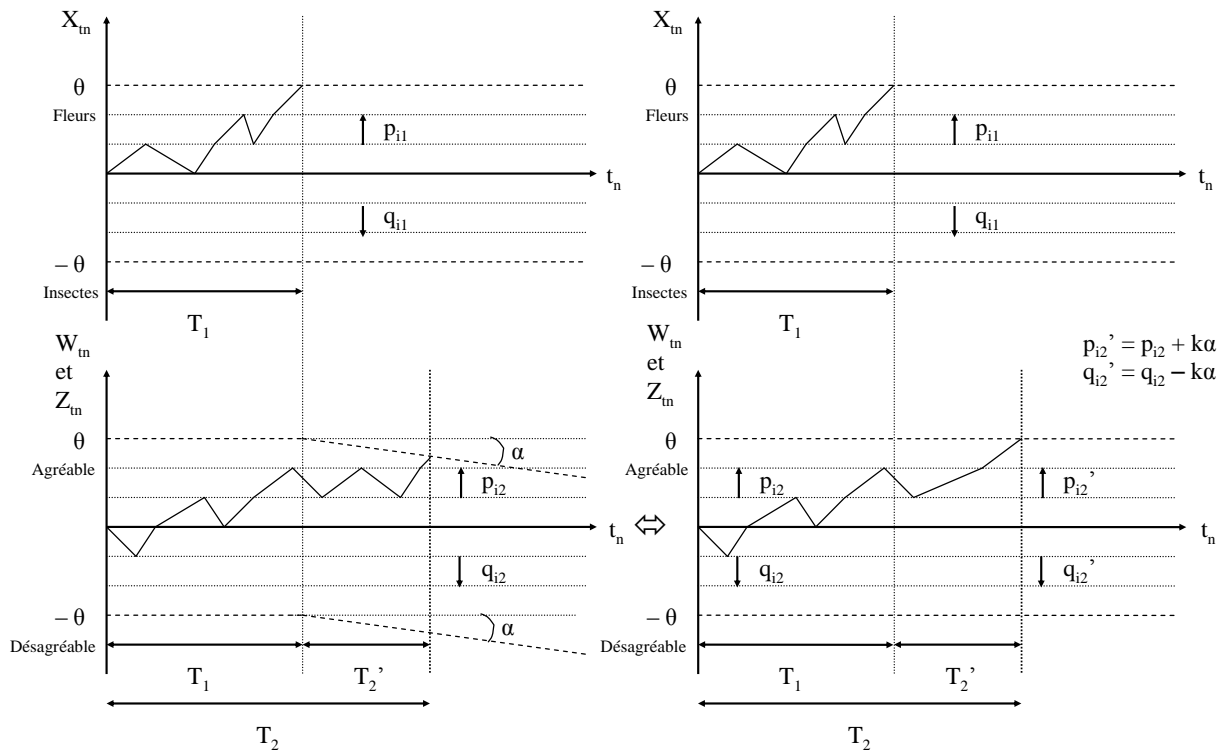 X_tn
θ
Fleurs
p_i1
t_n
q_i1
– θ
Insectes
T_1
X_tn
θ
Fleurs
p_i1
t_n
q_i1
– θ
Insectes
T_1
W_tn
et
Z_tn
θ
Agréable
α
p_i2
t_n
q_i2
– θ
Désagréable
α
T_1
T_2’
T_2
⇔
W_tn
et
Z_tn
p_i2’ = p_i2 + kα
q_i2’ = q_i2 – kα
θ
Agréable
p_i2
p_i2’
t_n
q_i2
q_i2’
– θ
Désagréable
T_1
T_2’
T_2